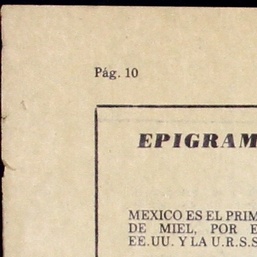 Pág. 10
EPIGRAM
MEXICO ES EL PRIM
DE MIEL, POR E
EE.UU. Y LA U.R.S.S